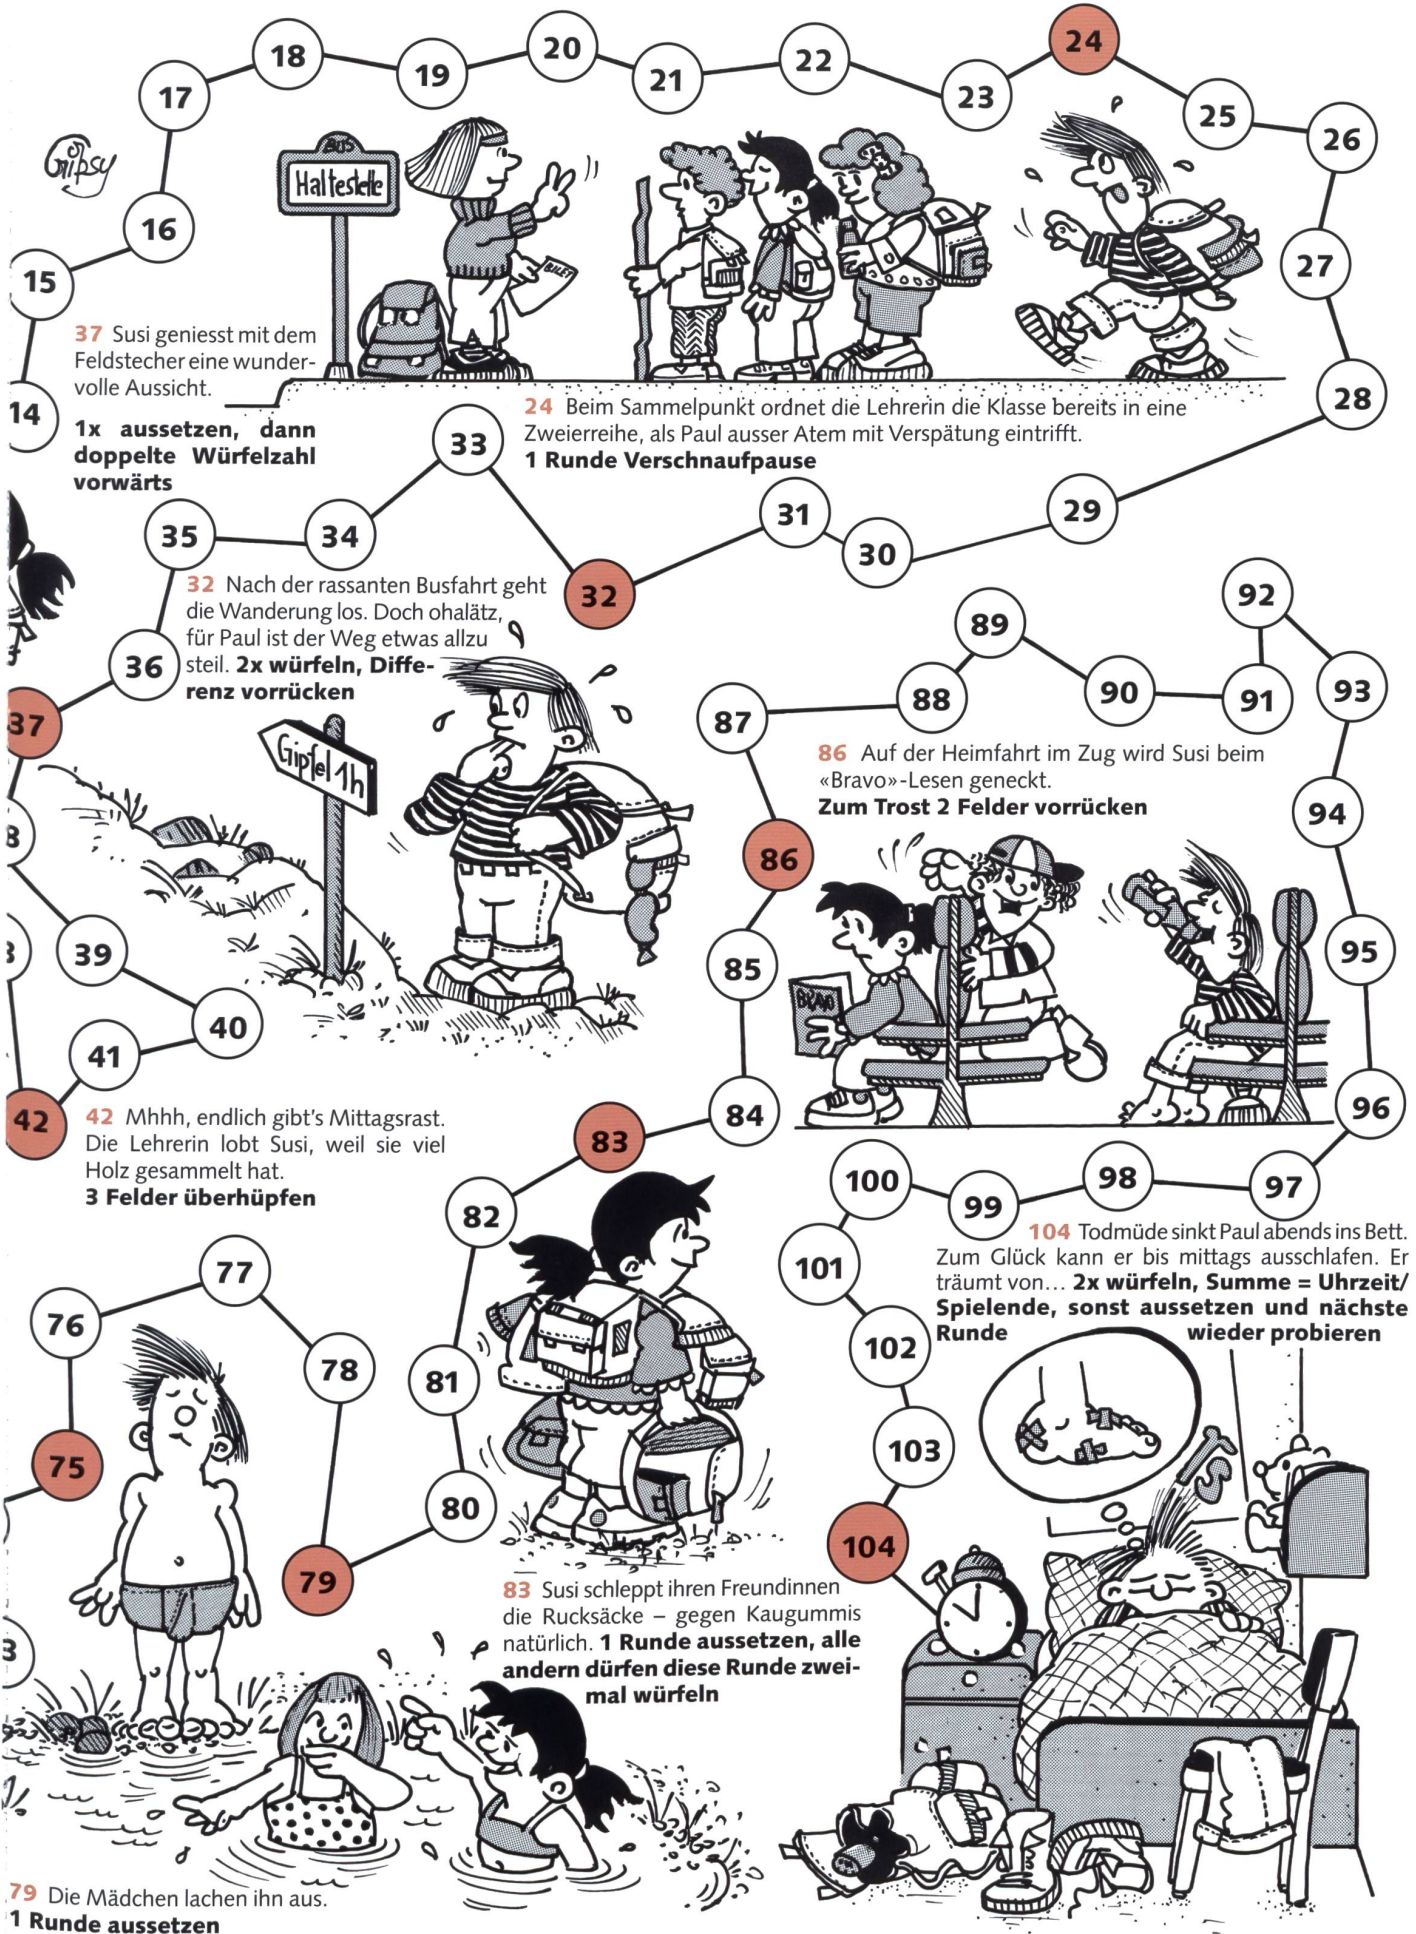 18
20
24
22
19
21
17
23
25
26
Gripsy
BUS
Haltestelle
BILET
16
15
27
37 Susi geniesst mit dem
Feldstecher eine wunder-
volle Aussicht.
1x aussetzen, dann
doppelte Würfelzahl
vorwärts
14
28
24 Beim Sammelpunkt ordnet die Lehrerin die Klasse bereits in eine
Zweierreihe, als Paul ausser Atem mit Verspätung eintrifft.
1 Runde Verschnaufpause
33
31
29
35
34
30
32
32 Nach der rassanten Busfahrt geht
die Wanderung los. Doch ohalätz,
für Paul ist der Weg etwas allzu
steil. 2x würfeln, Diffe-
renz vorrücken
36
37
Gipfel 1h
92
89
88
90
91
93
87
86 Auf der Heimfahrt im Zug wird Susi beim
«Bravo»-Lesen geneckt.
Zum Trost 2 Felder vorrücken
94
86
BRAVO
85
95
8
3
39
40
41
42
42 Mhhh, endlich gibt's Mittagsrast.
Die Lehrerin lobt Susi, weil sie viel
Holz gesammelt hat.
3 Felder überhüpfen
84
83
96
100
98
97
99
82
101
104 Todmüde sinkt Paul abends ins Bett.
Zum Glück kann er bis mittags ausschlafen. Er
träumt von... 2x würfeln, Summe = Uhrzeit/
Spielende, sonst aussetzen und nächste
Runde wieder probieren
77
76
78
81
102
103
75
80
104
79
83 Susi schleppt ihren Freundinnen
die Rucksäcke – gegen Kaugummis
natürlich. 1 Runde aussetzen, alle
andern dürfen diese Runde zwei-
mal würfeln
3
79 Die Mädchen lachen ihn aus.
1 Runde aussetzen